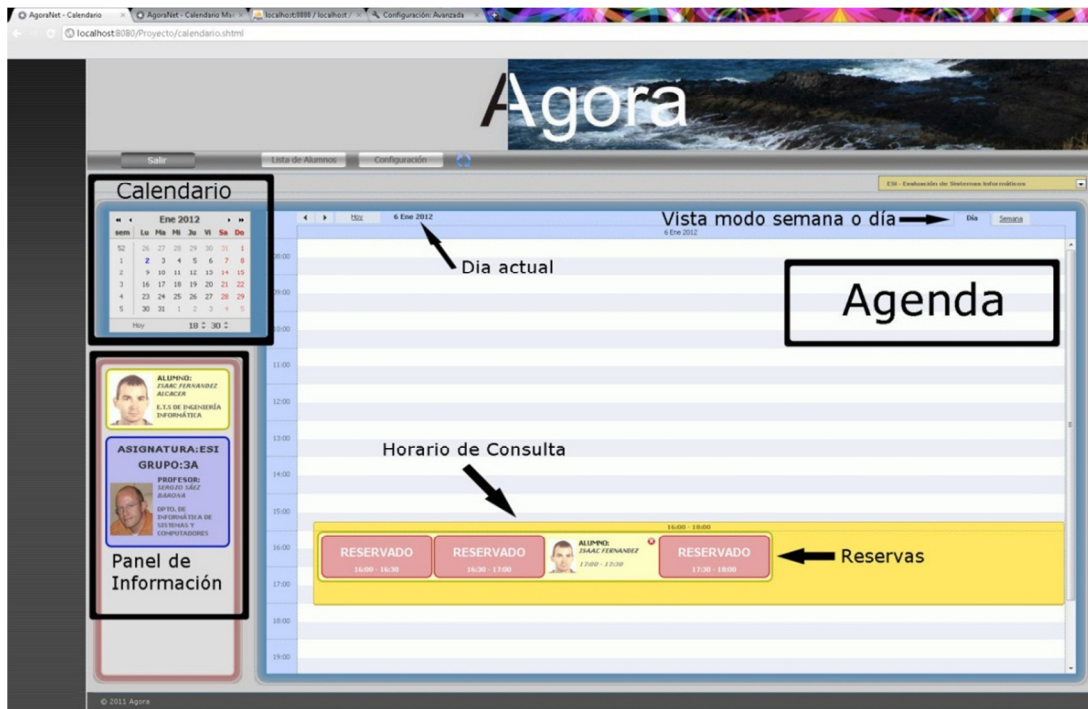 AgoraNet - Calendario
AgoraNet - Calendario Mai
localhost:8080 / localhost /
Configuración: Avanzada
localhost:8080/Proyecto/calendario.shtml
Agora
Salir
Lista de Alumnos
Configuración
Calendario
ESI - Evaluación de Sistemas Informáticos
Ene 2012
sem Lu Ma Mi Ju Vi Sa Do
52 26 27 28 29 30 31 1
1 2 3 4 5 6 7 8
2 9 10 11 12 13 14 15
3 16 17 18 19 20 21 22
4 23 24 25 26 27 28 29
5 30 31 1 2 3 4 5
Hoy 18 30
Hoy
6 Ene 2012
Vista modo semana o día
Día
Semana
6 Ene 2012
Dia actual
Agenda
08:00
09:00
10:00
11:00
12:00
13:00
14:00
15:00
16:00
17:00
18:00
19:00
ALUMNO:
ISAAC FERNANDEZ
ALCACER
E.T.S DE INGENIERÍA
INFORMÁTICA
ASIGNATURA:ESI
GRUPO:3A
PROFESOR:
SERGIO SÁEZ
BARONA
DPTO. DE
INFORMÁTICA DE
SISTEMAS Y
COMPUTADORES
Panel de
Información
Horario de Consulta
16:00 - 18:00
RESERVADO
16:00 - 16:30
RESERVADO
16:30 - 17:00
ALUMNO:
ISAAC FERNANDEZ
17:00 - 17:30
RESERVADO
17:30 - 18:00
Reservas
© 2011 Agora